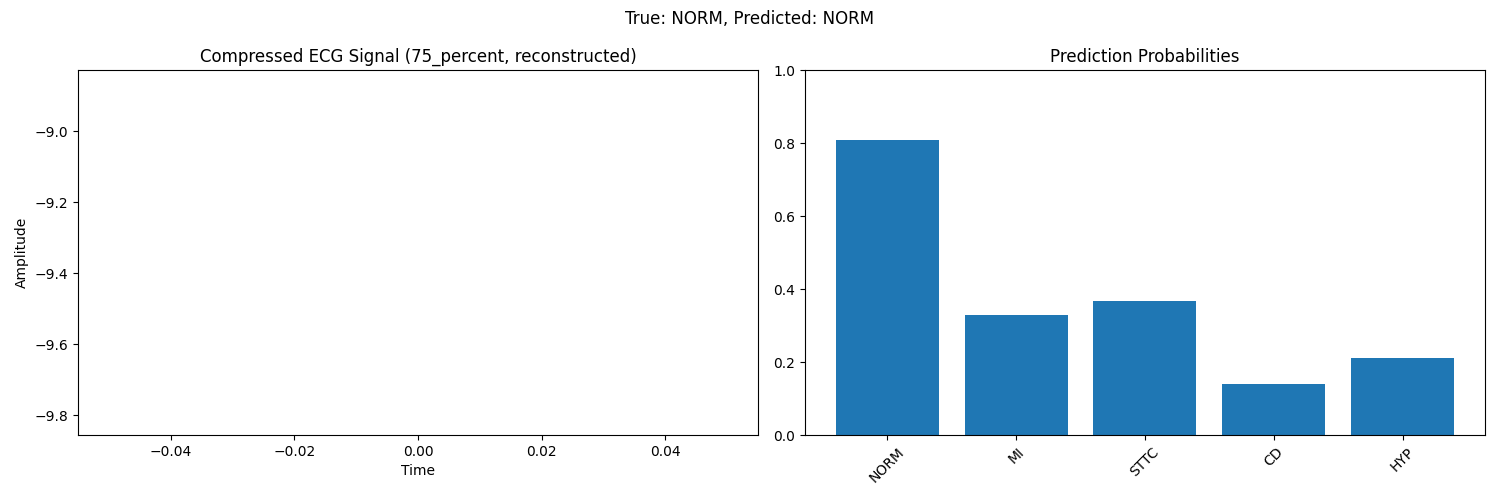 True: NORM, Predicted: NORM
Compressed ECG Signal (75_percent, reconstructed)
Amplitude
−9.0
−9.2
−9.4
−9.6
−9.8
−0.04 −0.02 0.00 0.02 0.04
Time
Prediction Probabilities
1.0
0.8
0.6
0.4
0.2
0.0
NORM MI STTC CD HYP